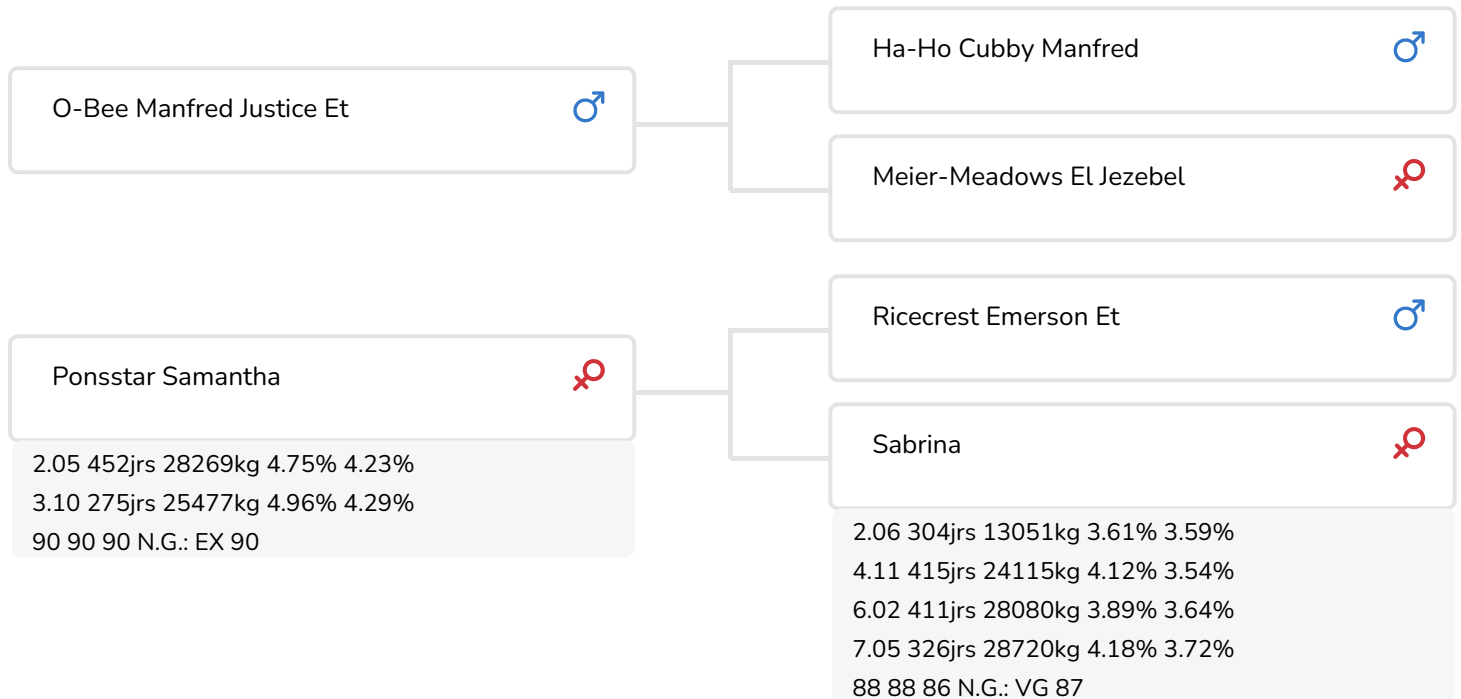 O-Bee Manfred Justice Et
Ha-Ho Cubby Manfred
Meier-Meadows El Jezebel
Ponsstar Samantha
2.05 452jrs 28269kg 4.75% 4.23%
3.10 275jrs 25477kg 4.96% 4.29%
90 90 90 N.G.: EX 90
Ricecrest Emerson Et
Sabrina
2.06 304jrs 13051kg 3.61% 3.59%
4.11 415jrs 24115kg 4.12% 3.54%
6.02 411jrs 28080kg 3.89% 3.64%
7.05 326jrs 28720kg 4.18% 3.72%
88 88 86 N.G.: VG 87